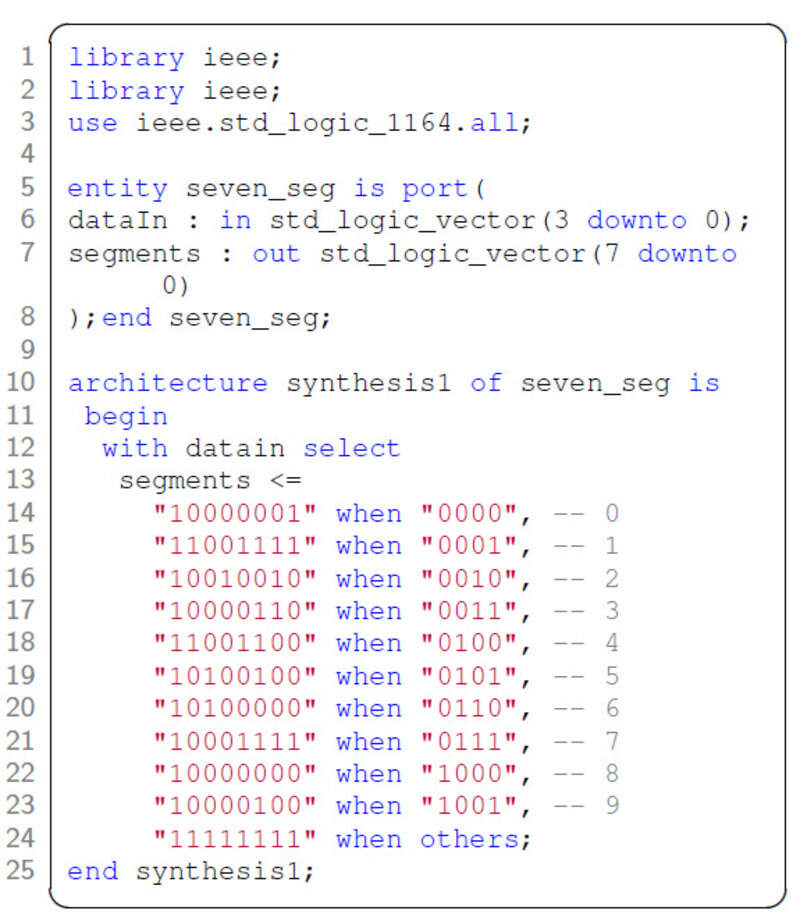 1 library ieee;
2 library ieee;
3 use ieee.std_logic_1164.all;
4
5 entity seven_seg is port(
6 dataIn : in std_logic_vector(3 downto 0);
7 segments : out std_logic_vector(7 downto
0)
8 );end seven_seg;
9
10 architecture synthesis1 of seven_seg is
11 begin
12 with datain select
13 segments <=
14 "10000001" when "0000", -- 0
15 "11001111" when "0001", -- 1
16 "10010010" when "0010", -- 2
17 "10000110" when "0011", -- 3
18 "11001100" when "0100", -- 4
19 "10100100" when "0101", -- 5
20 "10100000" when "0110", -- 6
21 "10001111" when "0111", -- 7
22 "10000000" when "1000", -- 8
23 "10000100" when "1001", -- 9
24 "11111111" when others;
25 end synthesis1;